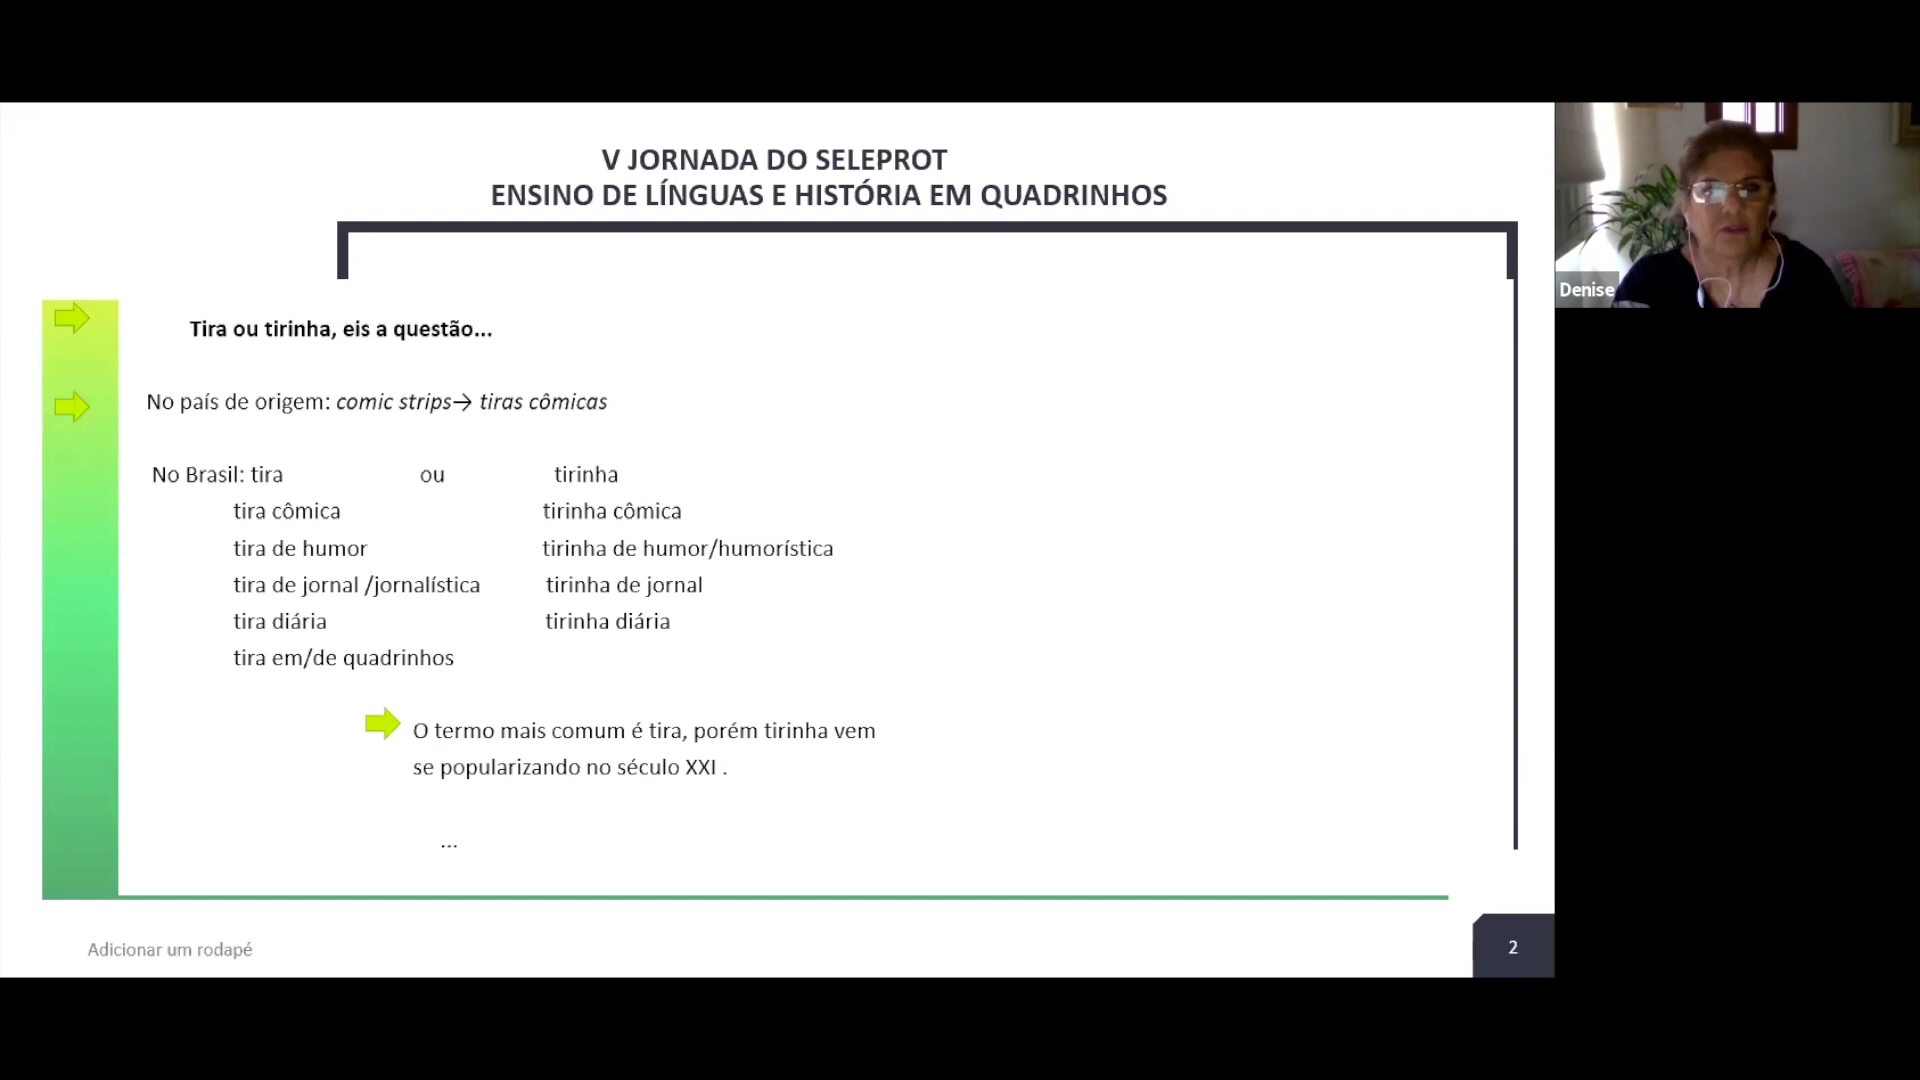 V JORNADA DO SELEPROT
ENSINO DE LÍNGUAS E HISTÓRIA EM QUADRINHOS
Denise
Tira ou tirinha, eis a questão...
No país de origem: comic strips→ tiras cômicas
No Brasil: tira ou tirinha
tira cômica tirinha cômica
tira de humor tirinha de humor/humorística
tira de jornal /jornalística tirinha de jornal
tira diária tirinha diária
tira em/de quadrinhos
O termo mais comum é tira, porém tirinha vem
se popularizando no século XXI .
...
Adicionar um rodapé
2